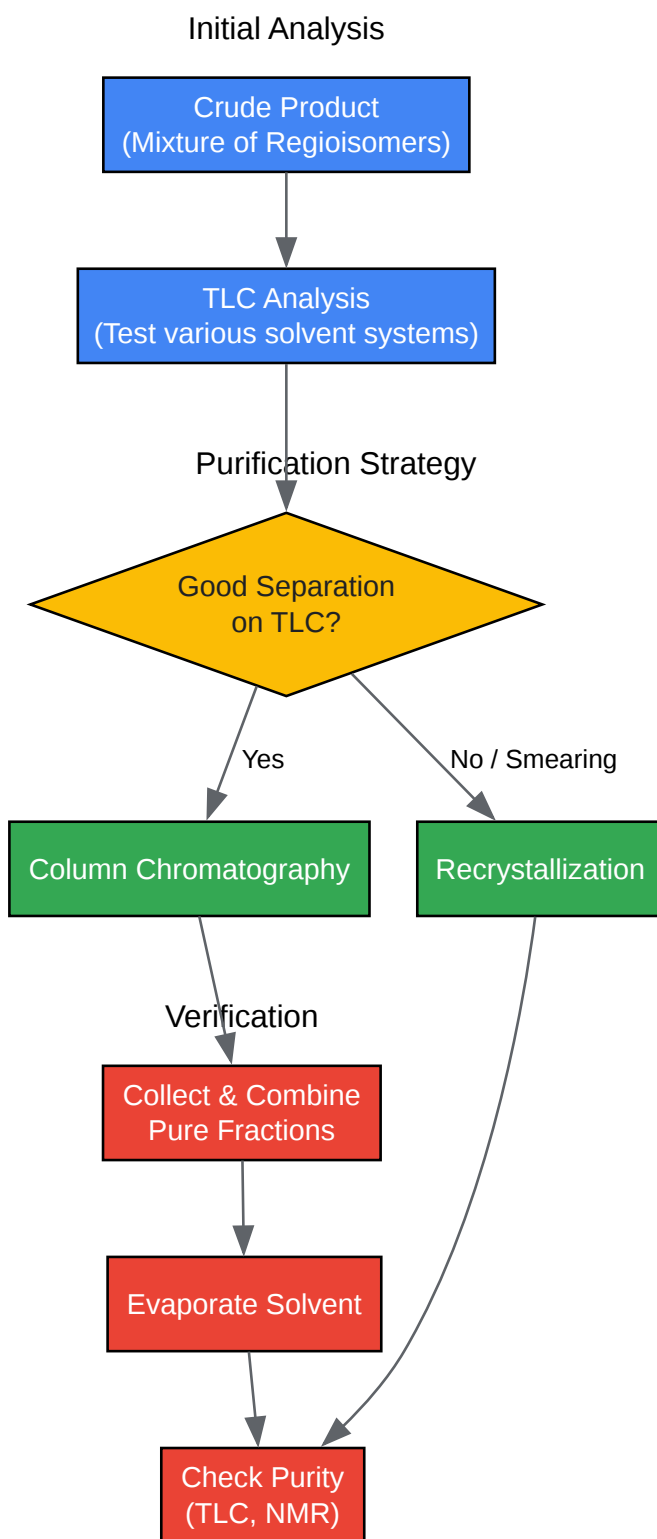 Initial Analysis
Crude Product
(Mixture of Regioisomers)
TLC Analysis
(Test various solvent systems)
Purification Strategy
Good Separation
on TLC?
Yes
No / Smearing
Column Chromatography
Recrystallization
Verification
Collect & Combine
Pure Fractions
Evaporate Solvent
Check Purity
(TLC, NMR)